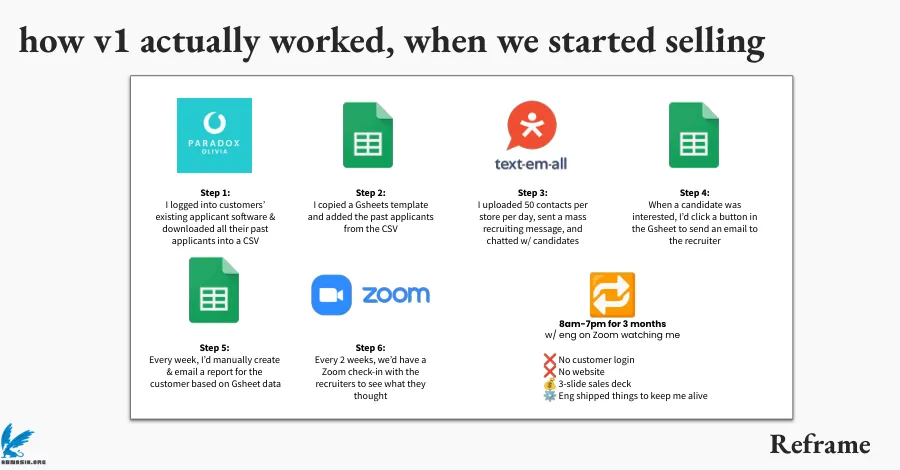 how v1 actually worked, when we started selling
PARADOX
OLIVIA
text-em-all
Step 1:
I logged into customers'
existing applicant software &
downloaded all their past
applicants into a CSV
Step 2:
I copied a Gsheets template
and added the past applicants
from the CSV
Step 3:
I uploaded 50 contacts per
store per day, sent a mass
recruiting message, and
chatted w/ candidates
Step 4:
When a candidate was
interested, I'd click a button in
the Gsheet to send an email to
the recruiter
zoom
Step 5:
Every week, I'd manually create
& email a report for the
customer based on Gsheet data
Step 6:
Every 2 weeks, we'd have a
Zoom check-in with the
recruiters to see what they
thought
8am-7pm for 3 months
w/ eng on Zoom watching me
❌ No customer login
❌ No website
💰 3-slide sales deck
⚙️ Eng shipped things to keep me alive
Reframe